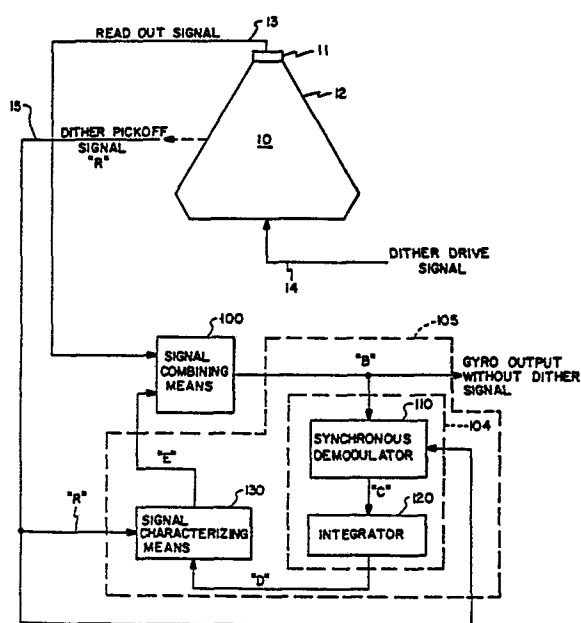 13
READ OUT SIGNAL
11
12
15
DITHER PICKOFF
SIGNAL
"R"
10
DITHER DRIVE
SIGNAL
14
100
105
SIGNAL
COMBINING
MEANS
"B"
GYRO OUTPUT
WITHOUT DITHER
SIGNAL
110
104
SYNCHRONOUS
DEMODULATOR
"E"
130
"C"
120
"R"
SIGNAL
CHARACTERIZING
MEANS
INTEGRATOR
"D"